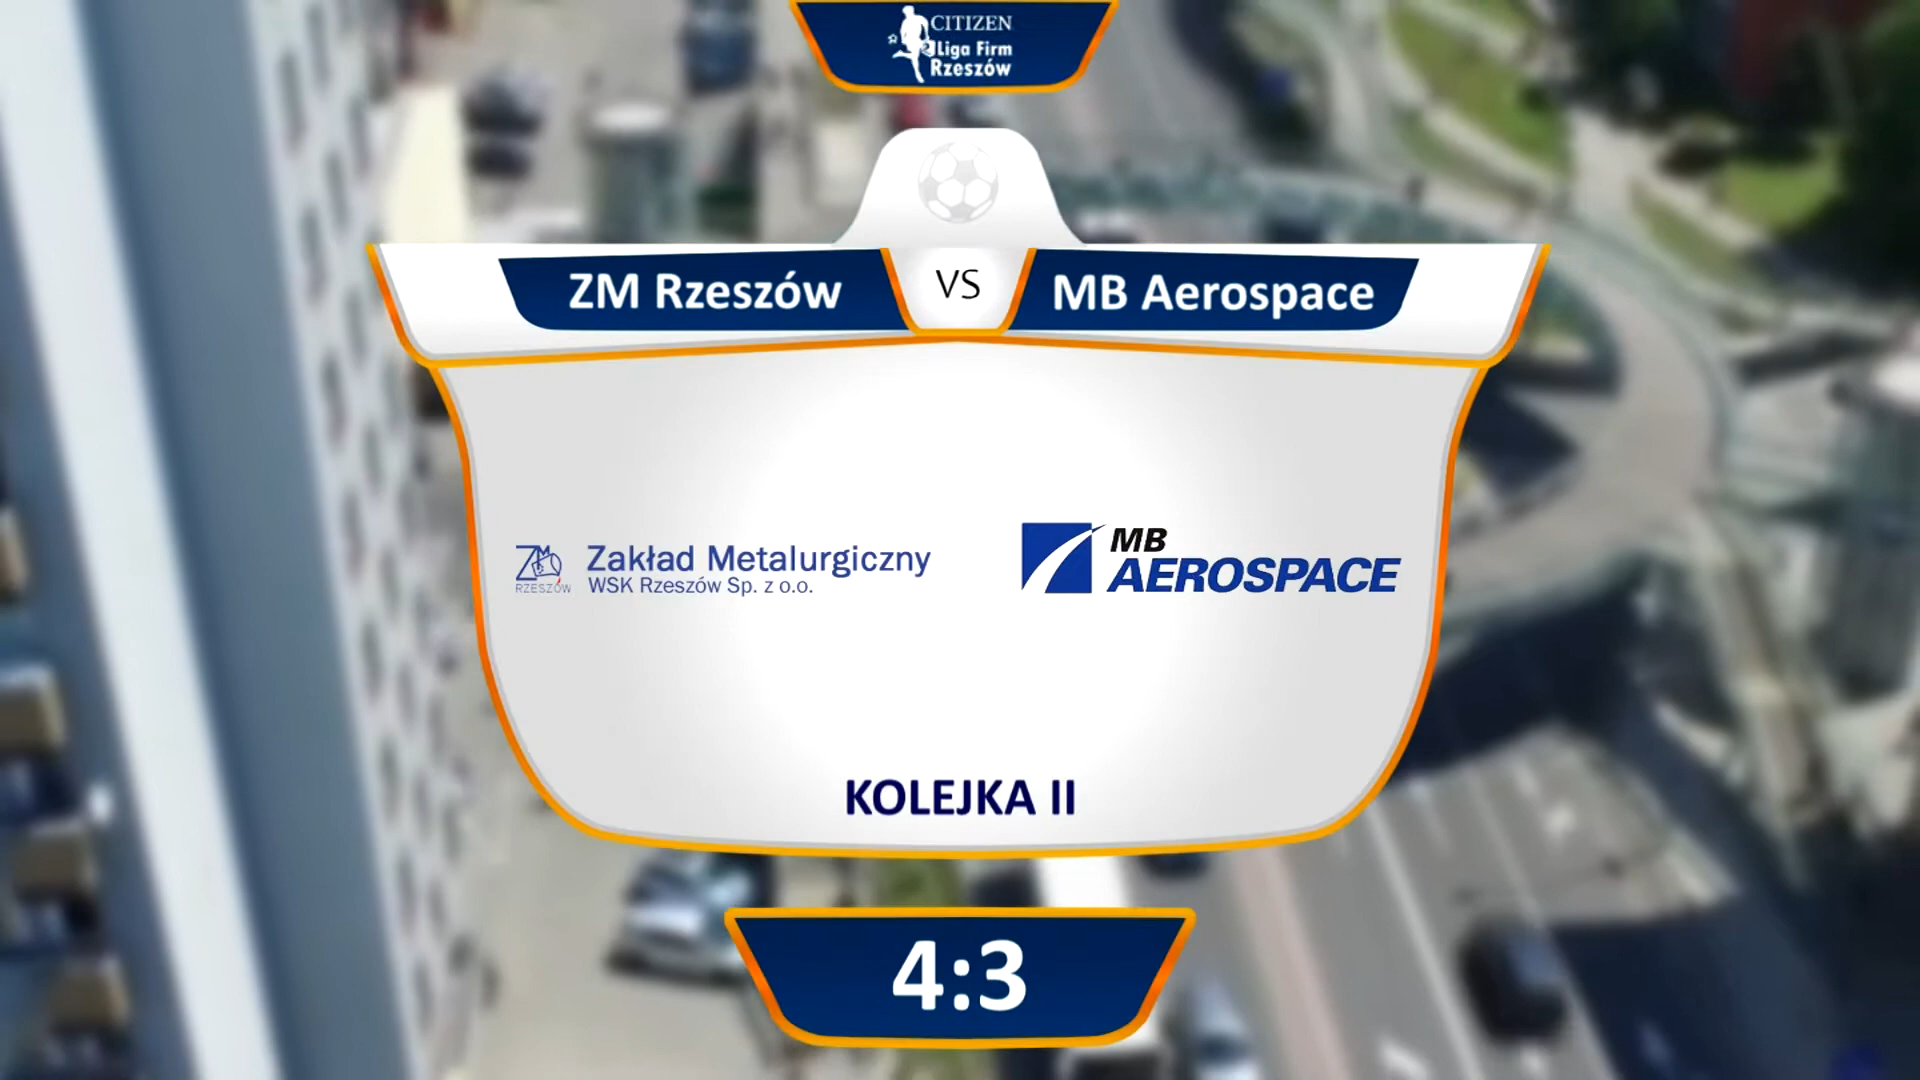 CITIZEN
Liga Firm
Rzeszów
ZM Rzeszów
VS
MB Aerospace
ZM
RZESZÓW
Zakład Metalurgiczny
WSK Rzeszów Sp. z o.o.
MB
AEROSPACE
KOLEJKA II
4:3